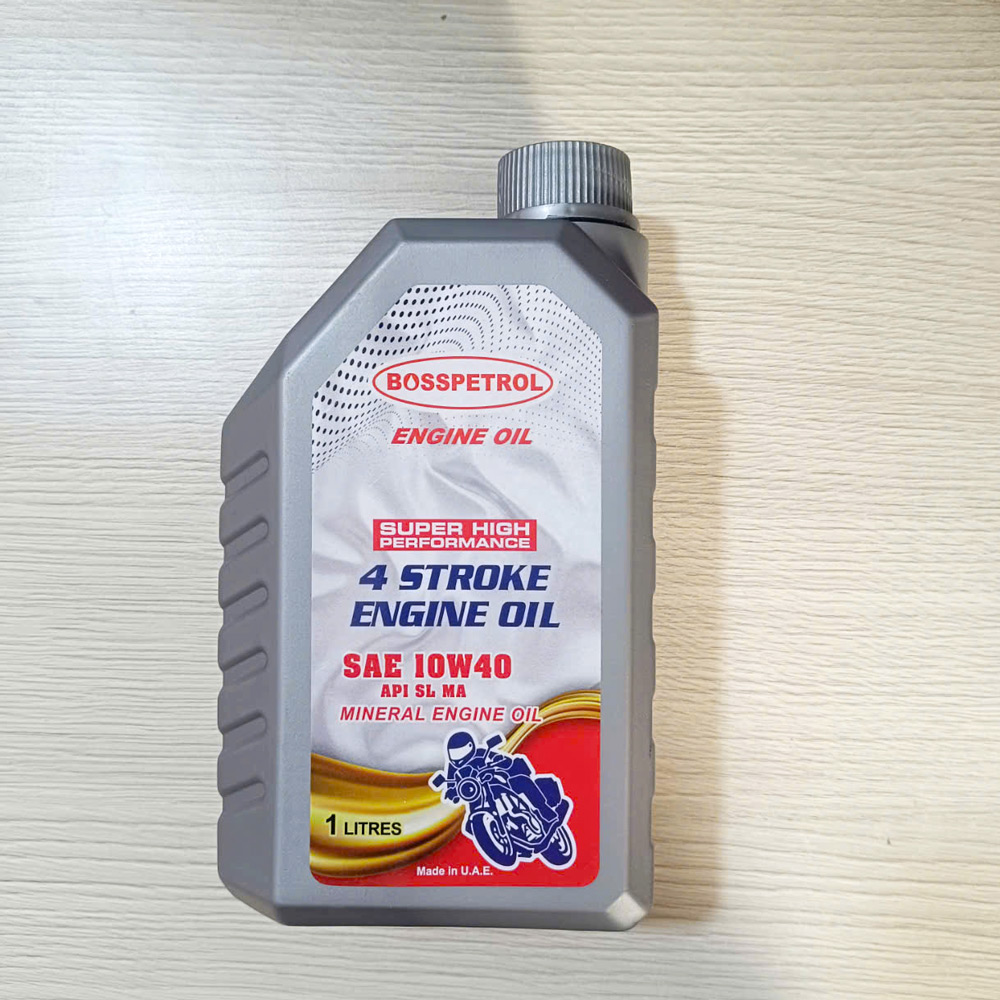 BOSSPETROL
ENGINE OIL
SUPER HIGH
PERFORMANCE
4 STROKE
ENGINE OIL
SAE 10W40
API SL MA
MINERAL ENGINE OIL
1 LITRES
Made in U.A.E.